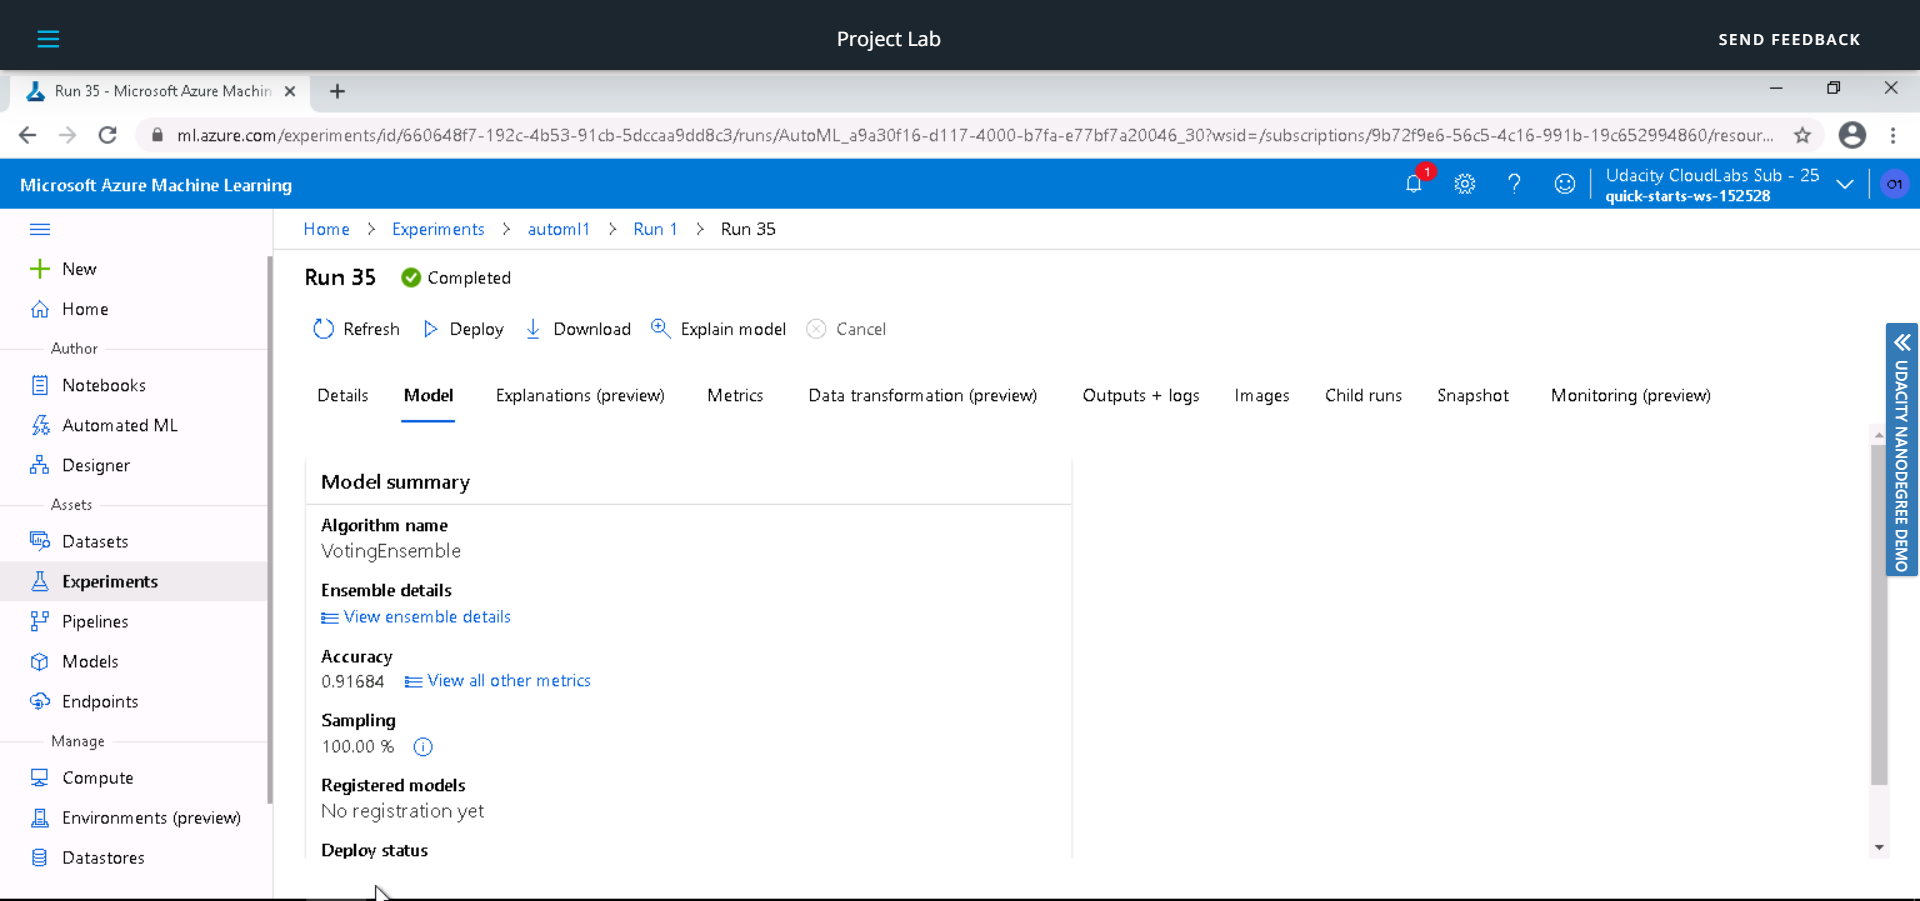 Project Lab
SEND FEEDBACK
Run 35 - Microsoft Azure Machin
ml.azure.com/experiments/id/660648f7-192c-4b53-91cb-5dccaa9dd8c3/runs/AutoML_a9a30f16-d117-4000-b7fa-e77bf7a20046_30?wsid=/subscriptions/9b72f9e6-56c5-4c16-991b-19c652994860/resour...
Microsoft Azure Machine Learning
1
Udacity CloudLabs Sub - 25
quick-starts-ws-152528
O1
Home > Experiments > automl1 > Run 1 > Run 35
New
Home
Author
Notebooks
Automated ML
Designer
Assets
Datasets
Experiments
Pipelines
Models
Endpoints
Manage
Compute
Environments (preview)
Datastores
Run 35 Completed
Refresh Deploy Download Explain model Cancel
Details Model Explanations (preview) Metrics Data transformation (preview) Outputs + logs Images Child runs Snapshot Monitoring (preview)
Model summary
Algorithm name
VotingEnsemble
Ensemble details
View ensemble details
Accuracy
0.91684 View all other metrics
Sampling
100.00 %
Registered models
No registration yet
Deploy status
UDACITY NANODEGREE DEMO